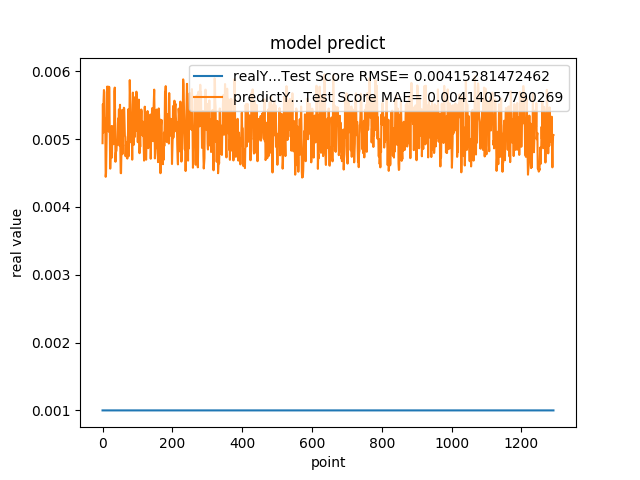 model predict
realY...Test Score RMSE= 0.00415281472462
predictY...Test Score MAE= 0.00414057790269
0.006
0.005
0.004
0.003
0.002
0.001
real value
0 200 400 600 800 1000 1200
point